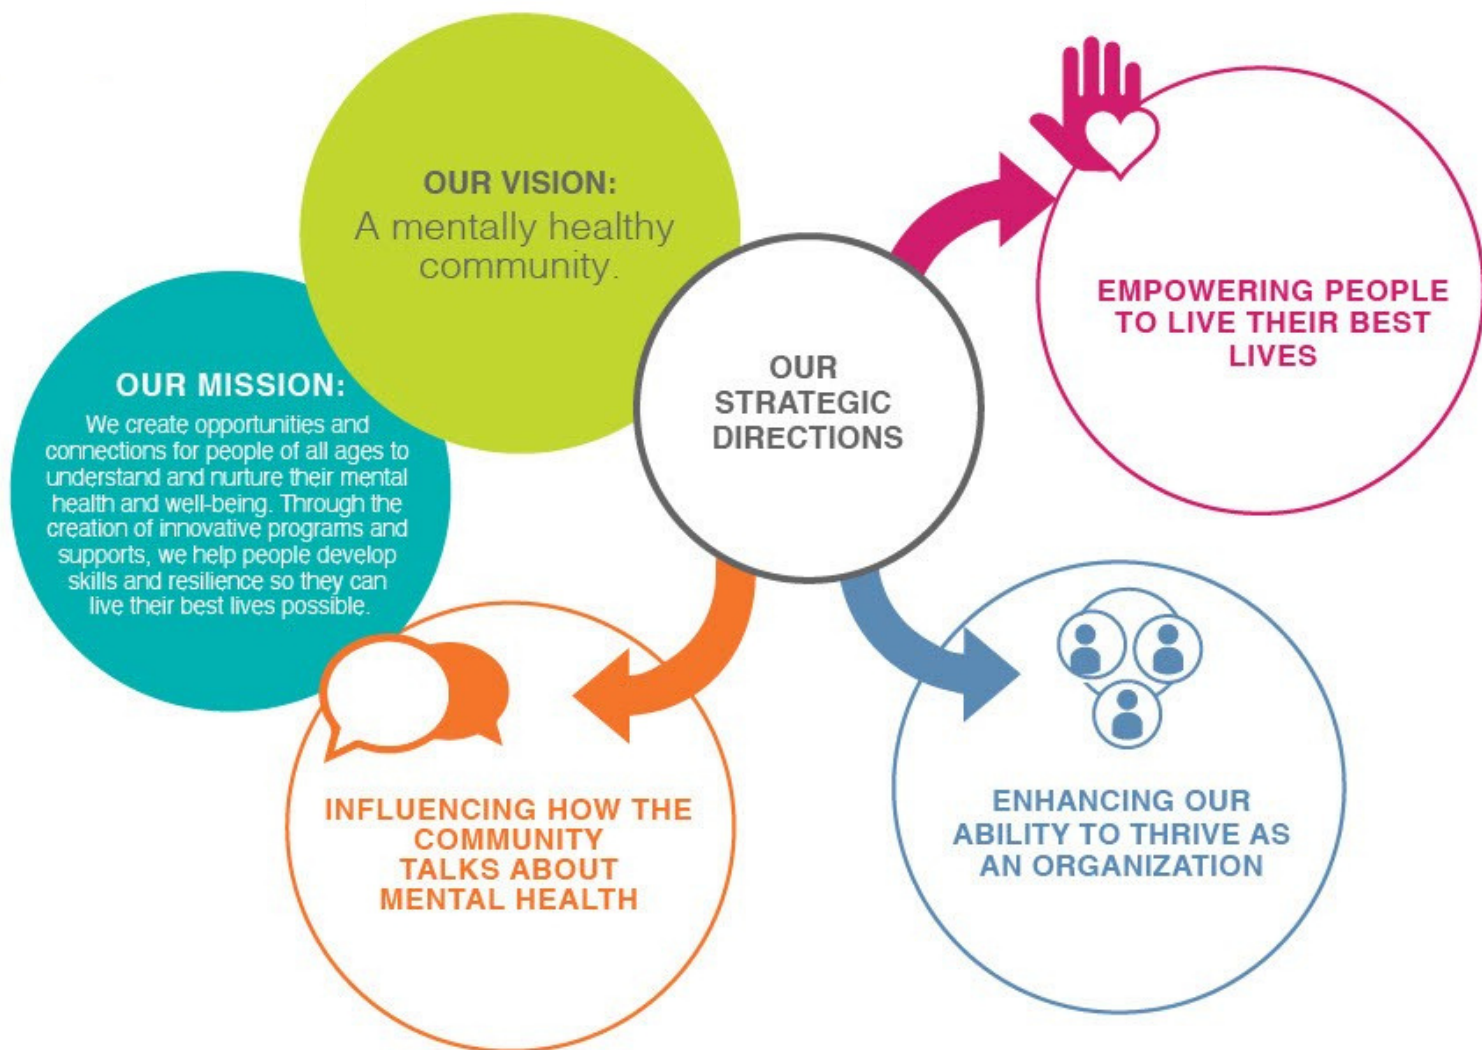 OUR VISION:
A mentally healthy
community.
OUR MISSION:
We create opportunities and
connections for people of all ages to
understand and nurture their mental
health and well-being. Through the
creation of innovative programs and
supports, we help people develop
skills and resilience so they can
live their best lives possible.
OUR
STRATEGIC
DIRECTIONS
EMPOWERING PEOPLE
TO LIVE THEIR BEST
LIVES
INFLUENCING HOW THE
COMMUNITY
TALKS ABOUT
MENTAL HEALTH
ENHANCING OUR
ABILITY TO THRIVE AS
AN ORGANIZATION